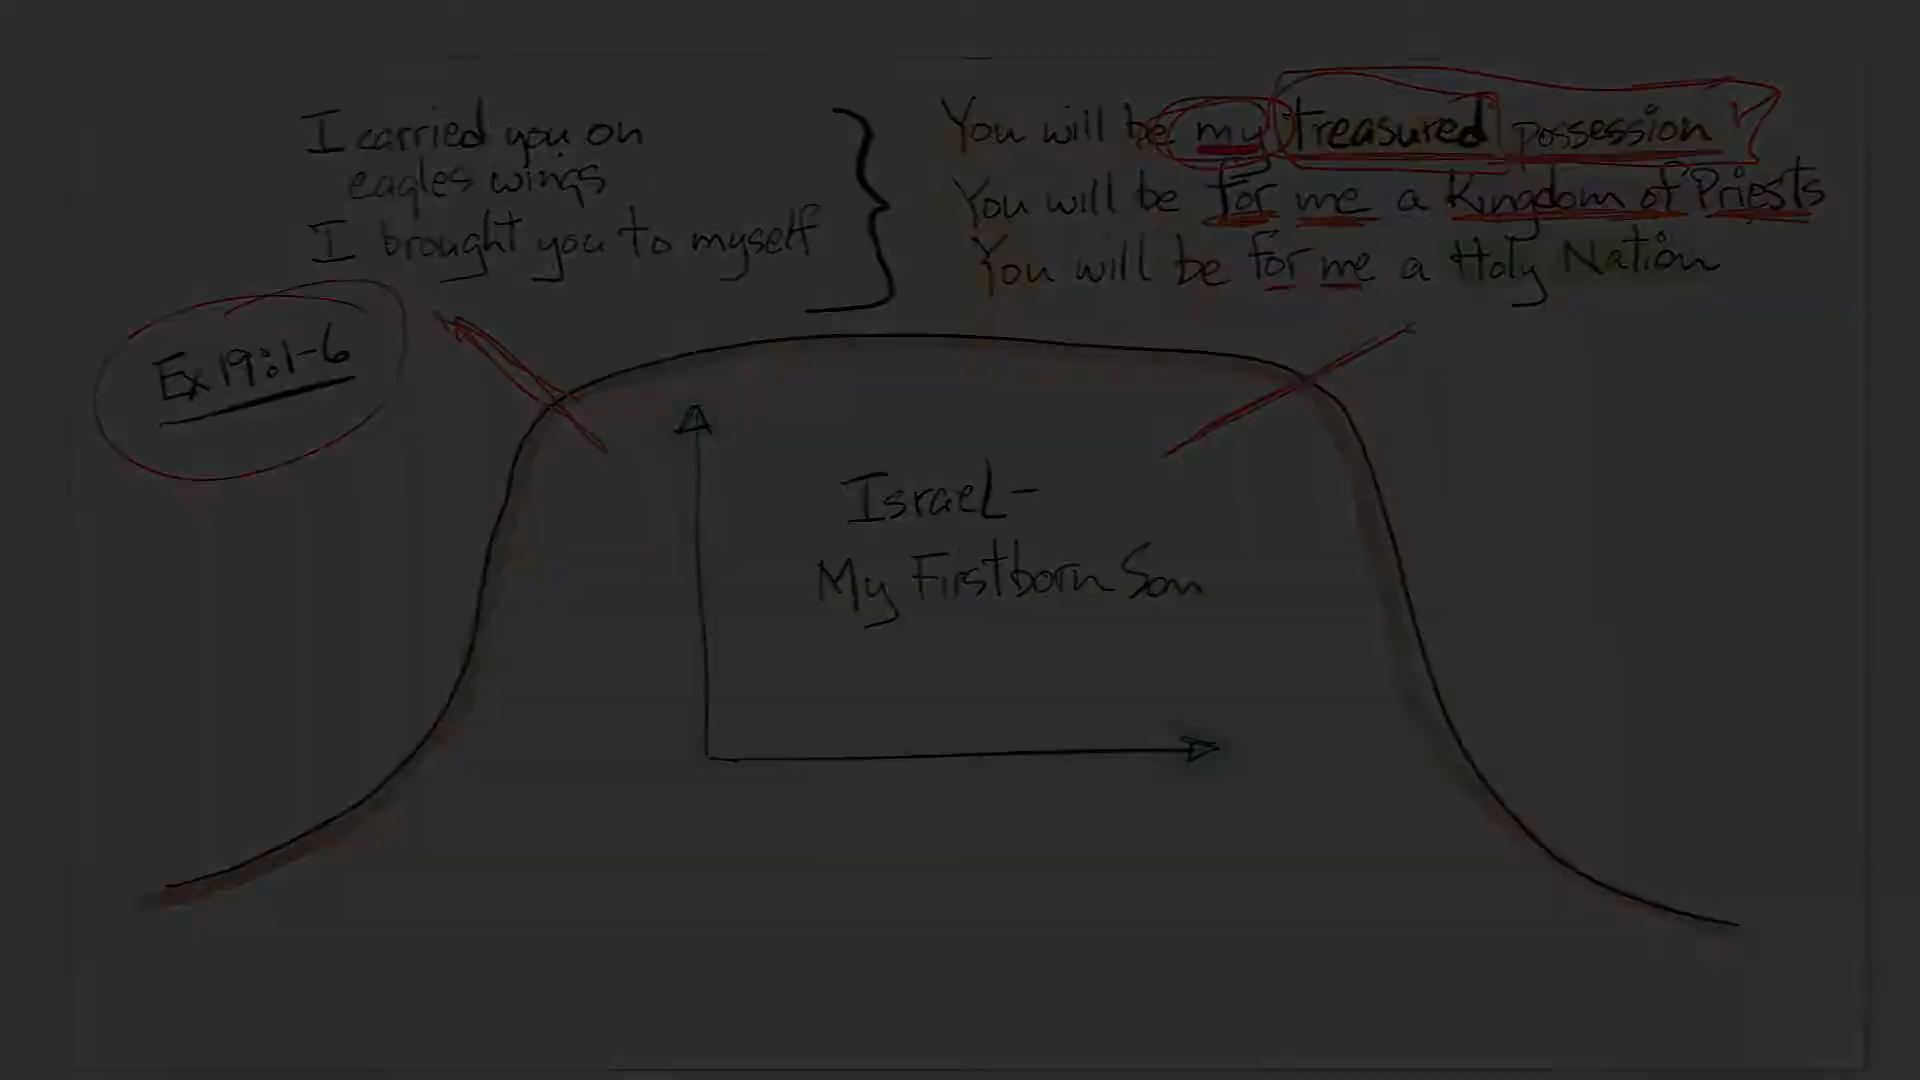 I carried you on
eagles wings
I brought you to myself
You will be my treasured possession
You will be for me a Kingdom of Priests
You will be for me a Holy Nation
Ex 19:1-6
Israel-
My Firstborn Son